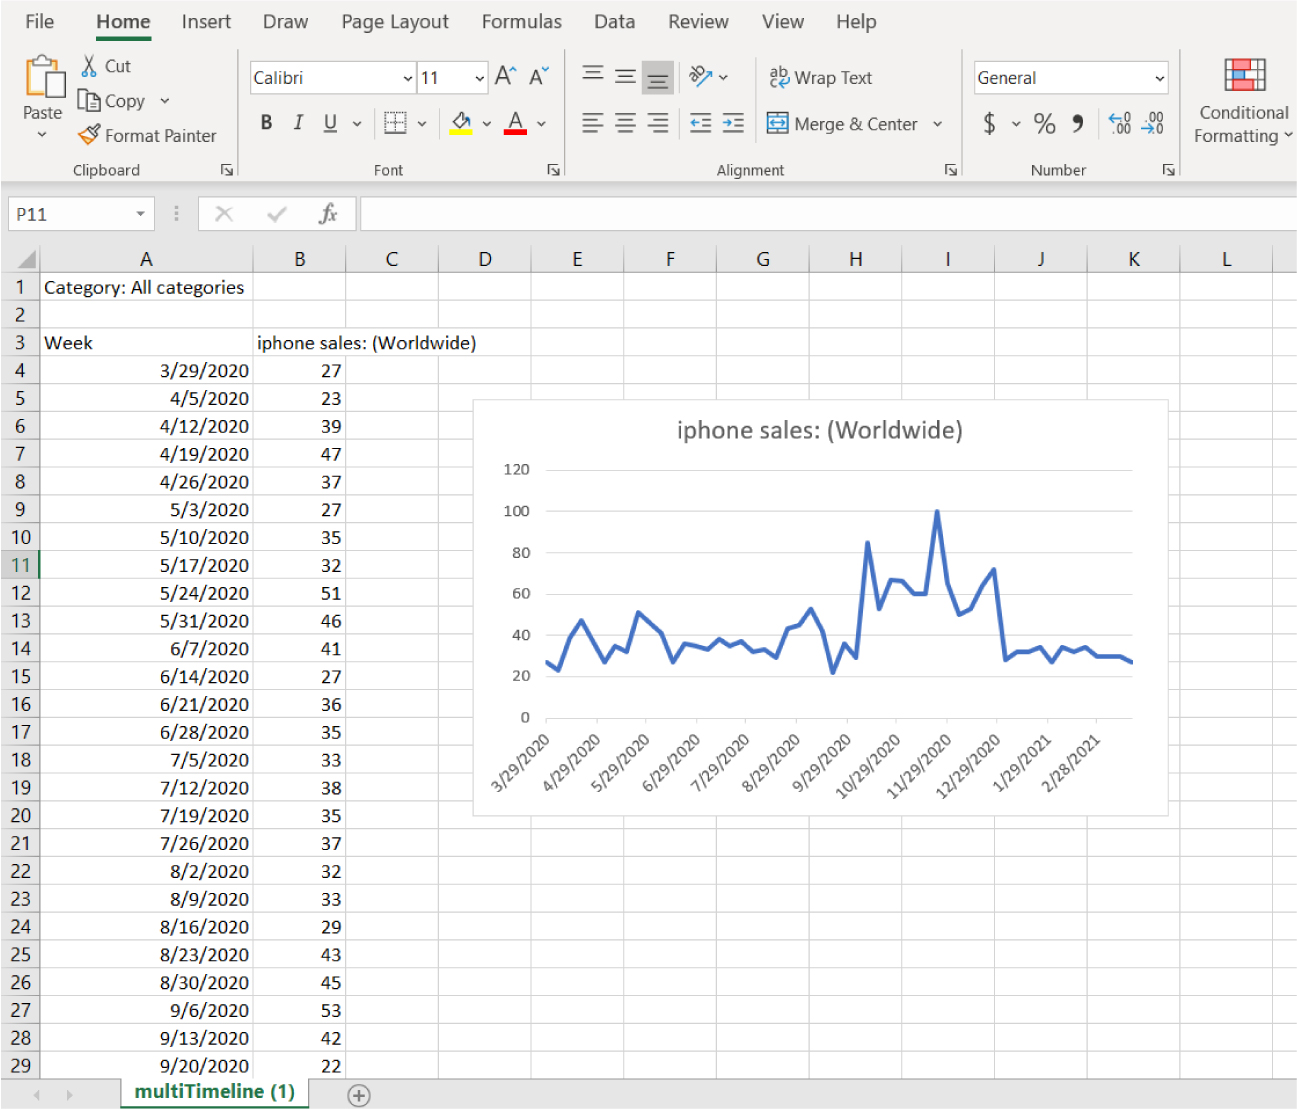 File Home Insert Draw Page Layout Formulas Data Review View Help
Paste
Cut
Copy
Format Painter
Clipboard
Calibri 11 A A
B I U A
Font
ab Wrap Text
Merge & Center
Alignment
General
$ % , .00 .00
Number
Conditional
Formatting
P11 fx
A B C D E F G H I J K L
1 Category: All categories
2
3 Week iphone sales: (Worldwide)
4 3/29/2020 27
5 4/5/2020 23
6 4/12/2020 39
7 4/19/2020 47
8 4/26/2020 37
9 5/3/2020 27
10 5/10/2020 35
11 5/17/2020 32
12 5/24/2020 51
13 5/31/2020 46
14 6/7/2020 41
15 6/14/2020 27
16 6/21/2020 36
17 6/28/2020 35
18 7/5/2020 33
19 7/12/2020 38
20 7/19/2020 35
21 7/26/2020 37
22 8/2/2020 32
23 8/9/2020 33
24 8/16/2020 29
25 8/23/2020 43
26 8/30/2020 45
27 9/6/2020 53
28 9/13/2020 42
29 9/20/2020 22
iphone sales: (Worldwide)
120
100
80
60
40
20
0
3/29/2020 4/29/2020 5/29/2020 6/29/2020 7/29/2020 8/29/2020 9/29/2020 10/29/2020 11/29/2020 12/29/2020 1/29/2021 2/28/2021
multiTimeline (1)